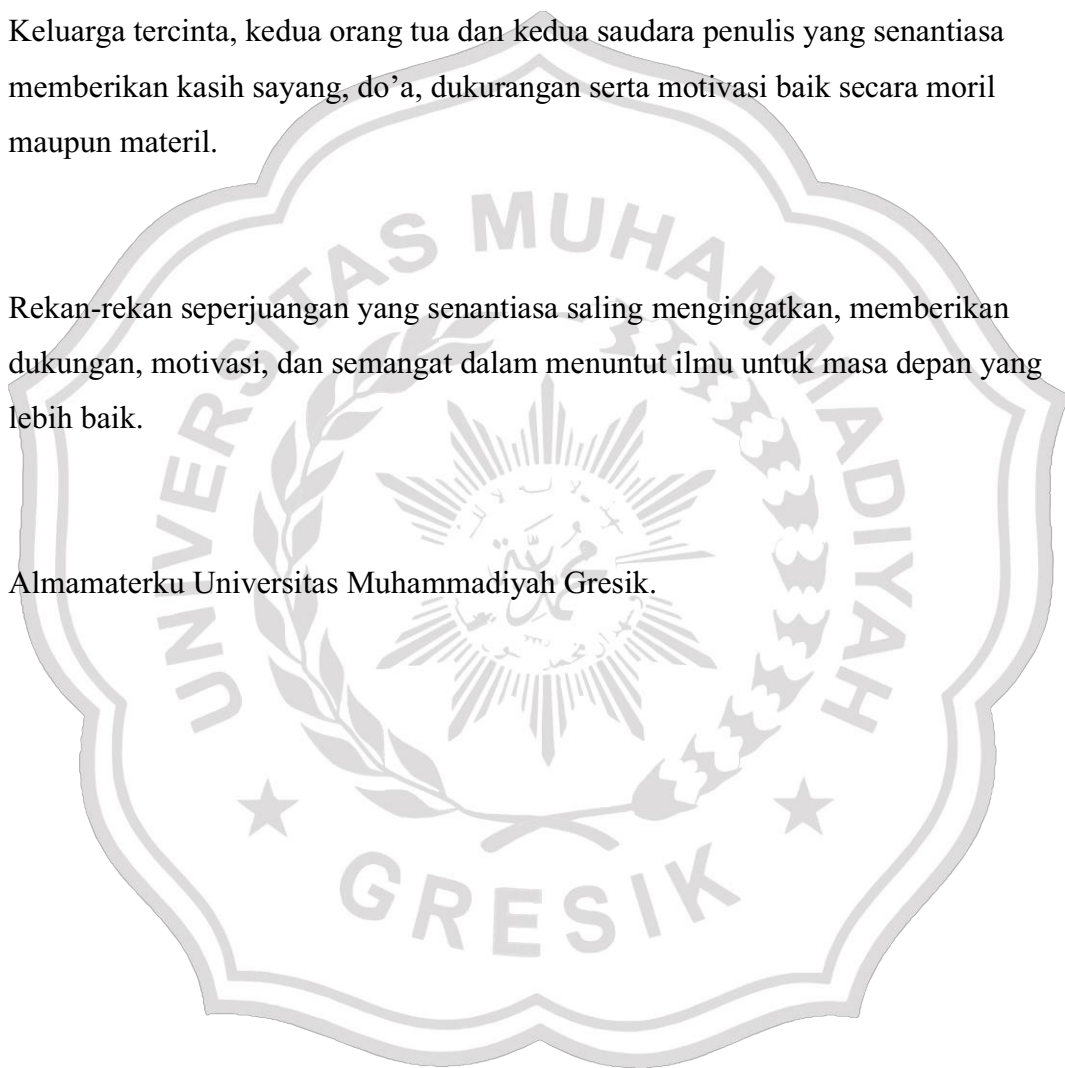 Keluarga tercinta, kedua orang tua dan kedua saudara penulis yang senantiasa
memberikan kasih sayang, do’a, dukurangan serta motivasi baik secara moril
maupun materil.
Rekan-rekan seperjuangan yang senantiasa saling mengingatkan, memberikan
dukungan, motivasi, dan semangat dalam menuntut ilmu untuk masa depan yang
lebih baik.
Almamaterku Universitas Muhammadiyah Gresik.
UNIVERSITAS MUHAMMADIYAH
GRESIK